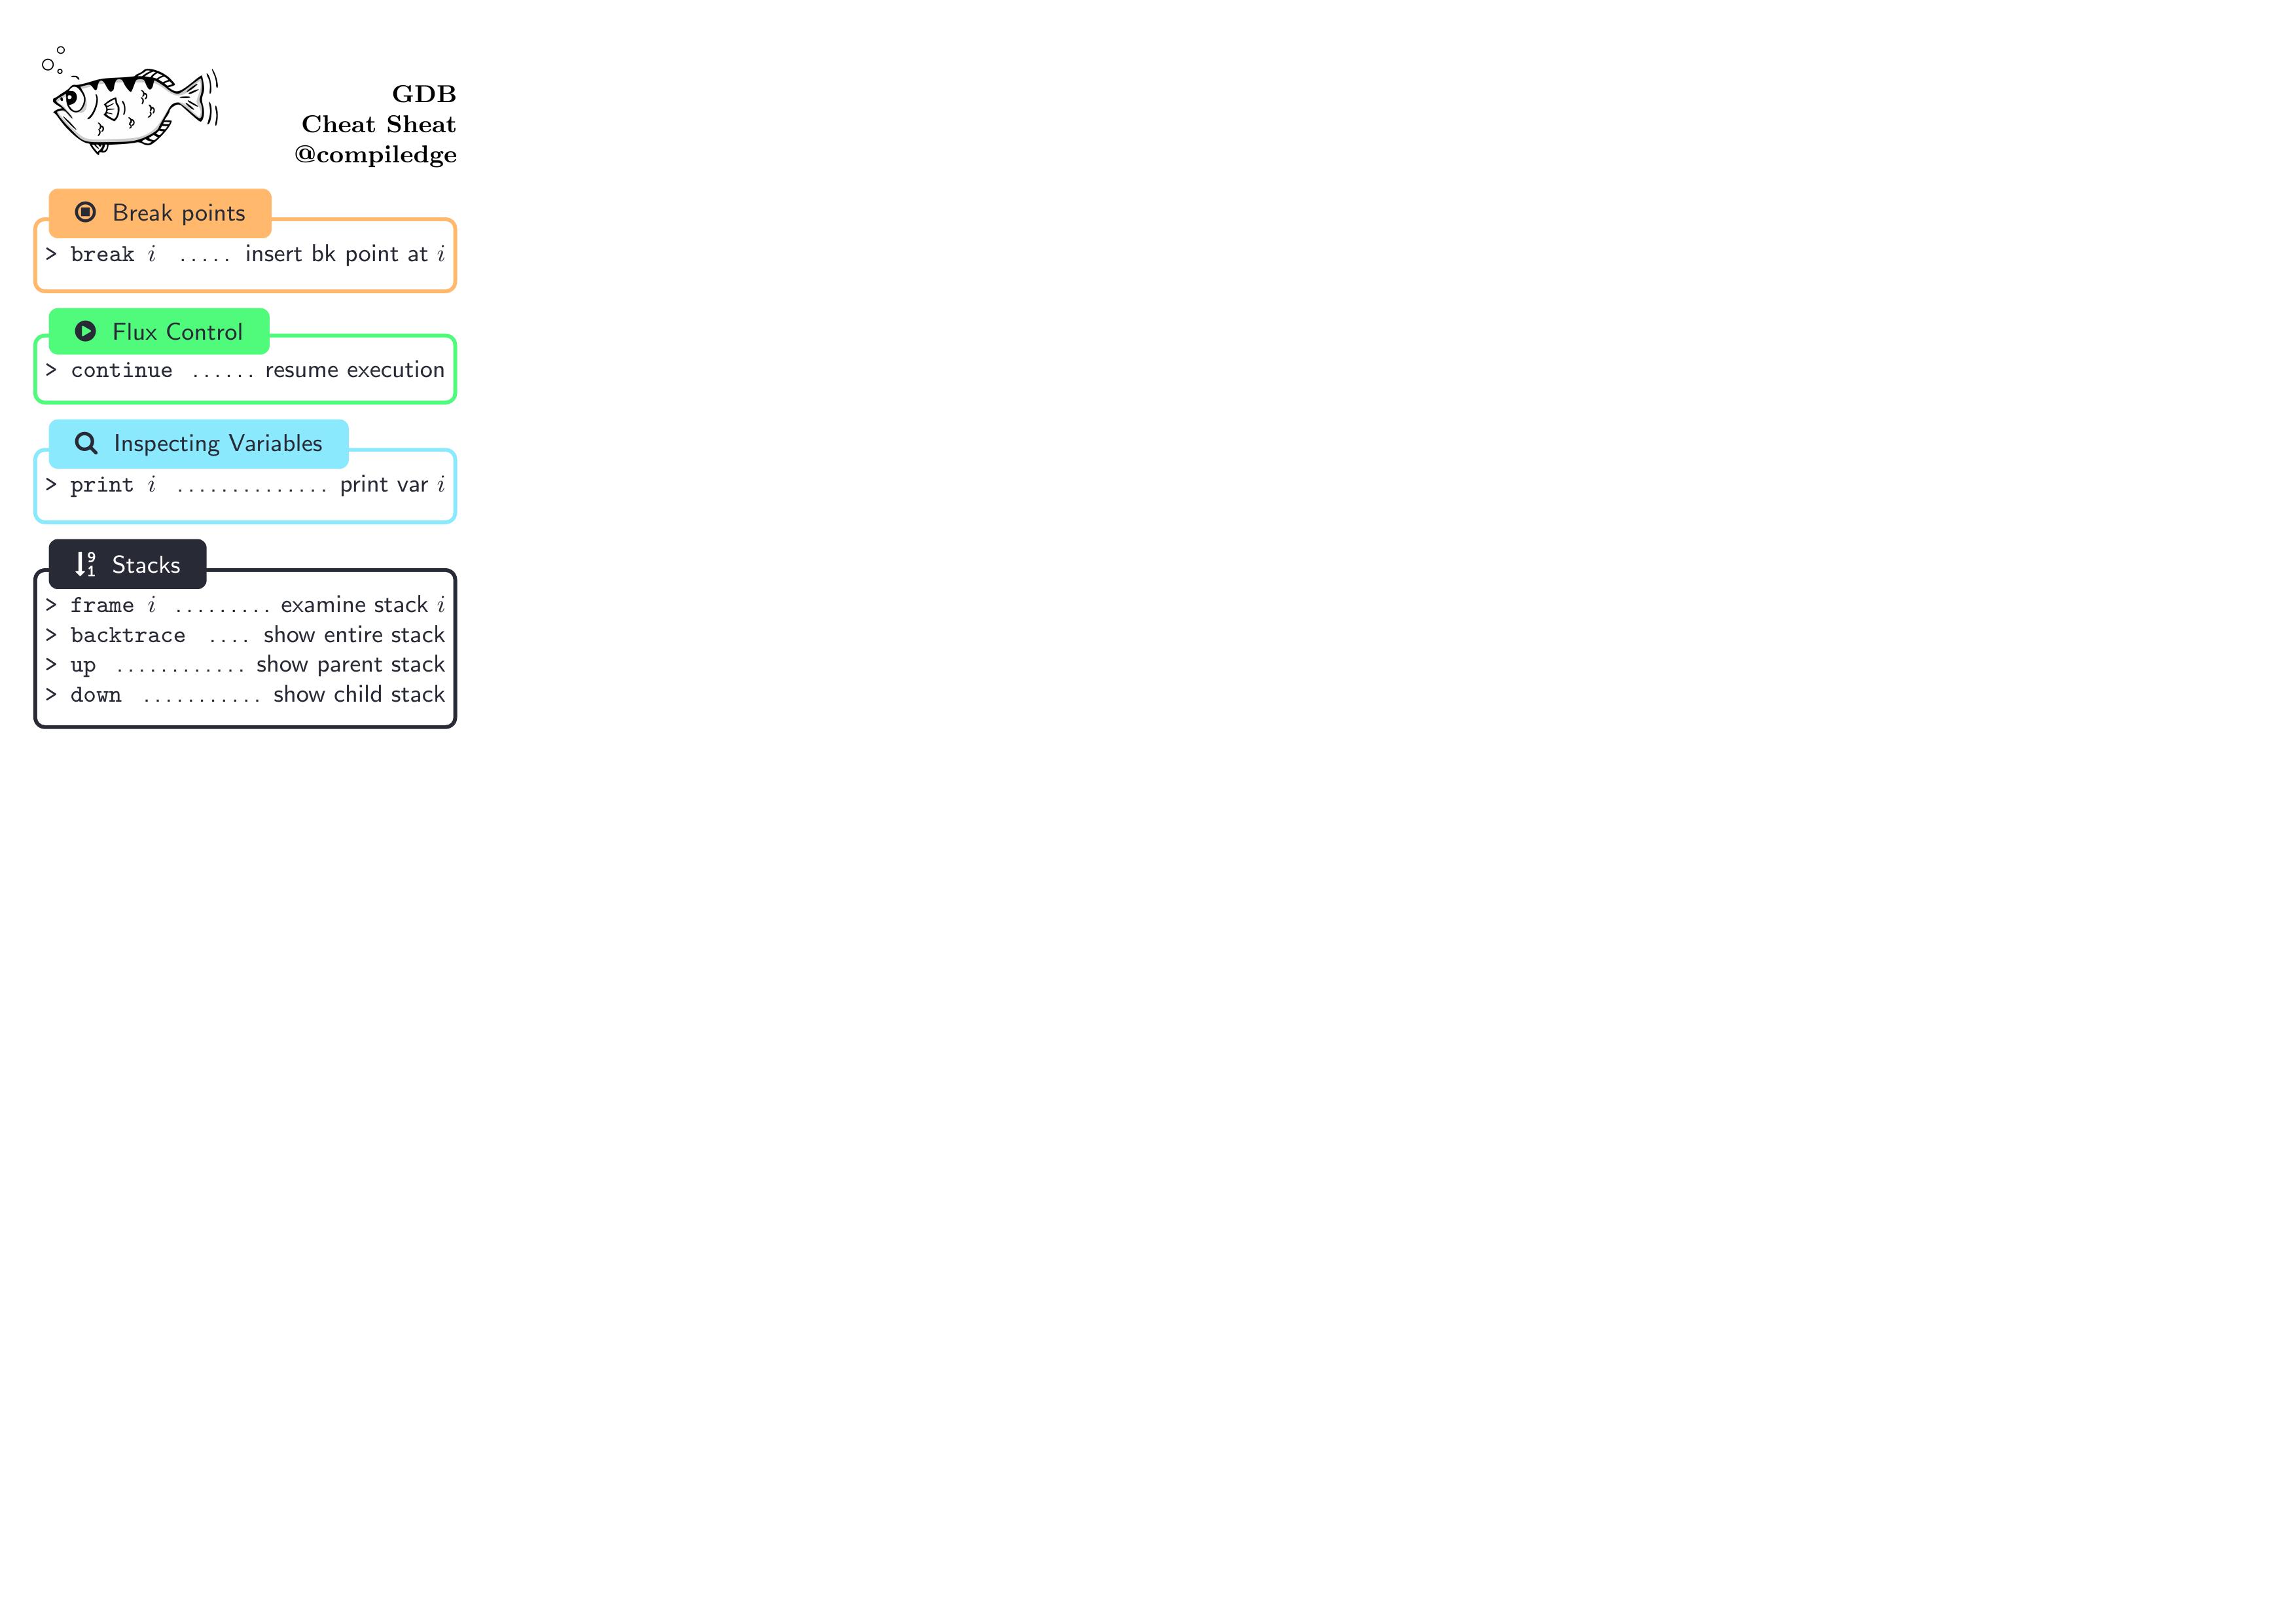 GDB
Cheat Sheat
@compiledge
Break points
> break i ..... insert bk point at i
Flux Control
> continue ...... resume execution
Inspecting Variables
> print i .............. print var i
Stacks
> frame i ......... examine stack i
> backtrace .... show entire stack
> up ............ show parent stack
> down ........... show child stack